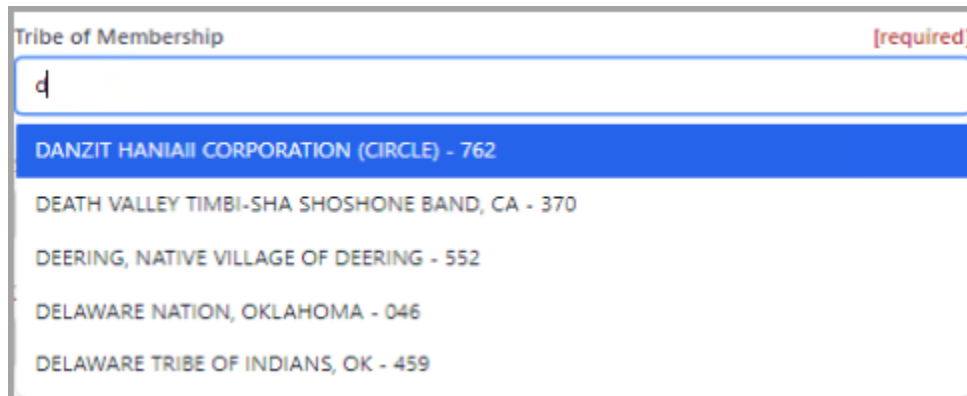 Tribe of Membership [required]
d
DANZIT HANIAII CORPORATION (CIRCLE) - 762
DEATH VALLEY TIMBI-SHA SHOSHONE BAND, CA - 370
DEERING, NATIVE VILLAGE OF DEERING - 552
DELAWARE NATION, OKLAHOMA - 046
DELAWARE TRIBE OF INDIANS, OK - 459